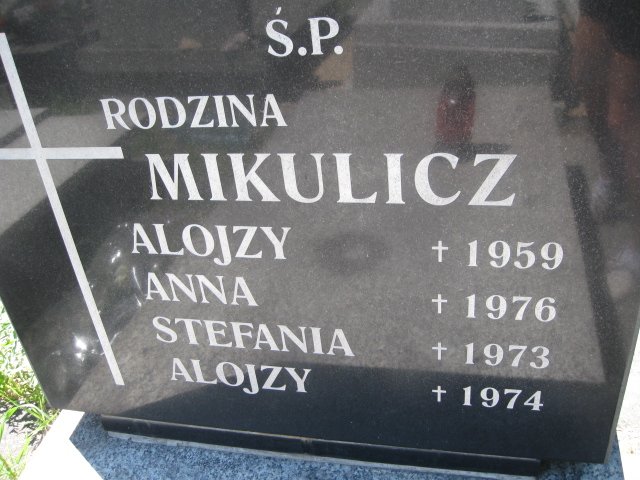 Ś.P.
RODZINA
MIKULICZ
ALOJZY † 1959
ANNA † 1976
STEFANIA † 1973
ALOJZY † 1974